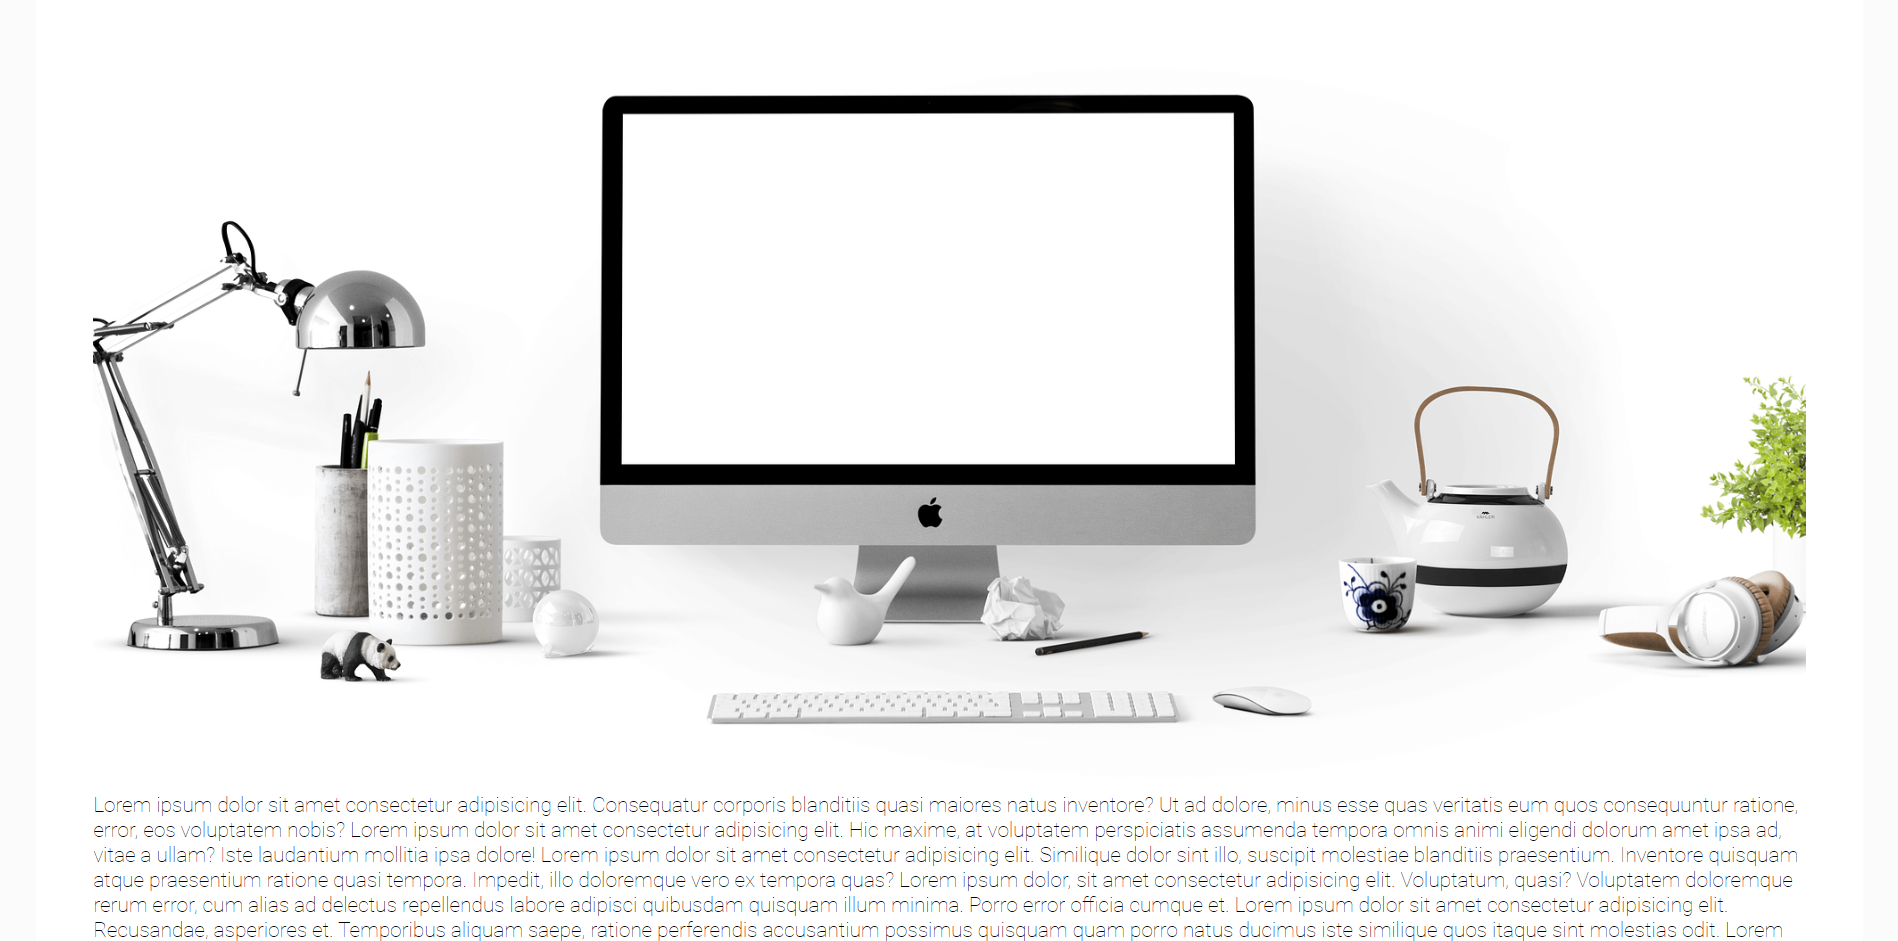 Lorem ipsum dolor sit amet consectetur adipisicing elit. Consequatur corporis blanditiis quasi maiores natus inventore? Ut ad dolore, minus esse quas veritatis eum quos consequuntur ratione,
error, eos voluptatem nobis? Lorem ipsum dolor sit amet consectetur adipisicing elit. Hic maxime, at voluptatem perspiciatis assumenda tempora omnis animi eligendi dolorum amet ipsa ad,
vitae a ullam? Iste laudantium mollitia ipsa dolore! Lorem ipsum dolor sit amet consectetur adipisicing elit. Similique dolor sint illo, suscipit molestiae blanditiis praesentium. Inventore quisquam
atque praesentium ratione quasi tempora. Impedit, illo doloremque vero ex tempora quas? Lorem ipsum dolor, sit amet consectetur adipisicing elit. Voluptatum, quasi? Voluptatem doloremque
rerum error, cum alias ad delectus repellendus labore adipisci quibusdam quisquam illum minima. Porro error officia cumque et. Lorem ipsum dolor sit amet consectetur adipisicing elit.
Recusandae, asperiores et. Temporibus aliquam saepe, ratione perferendis accusantium possimus quisquam quam porro natus ducimus iste similique quos itaque sint molestias odit. Lorem